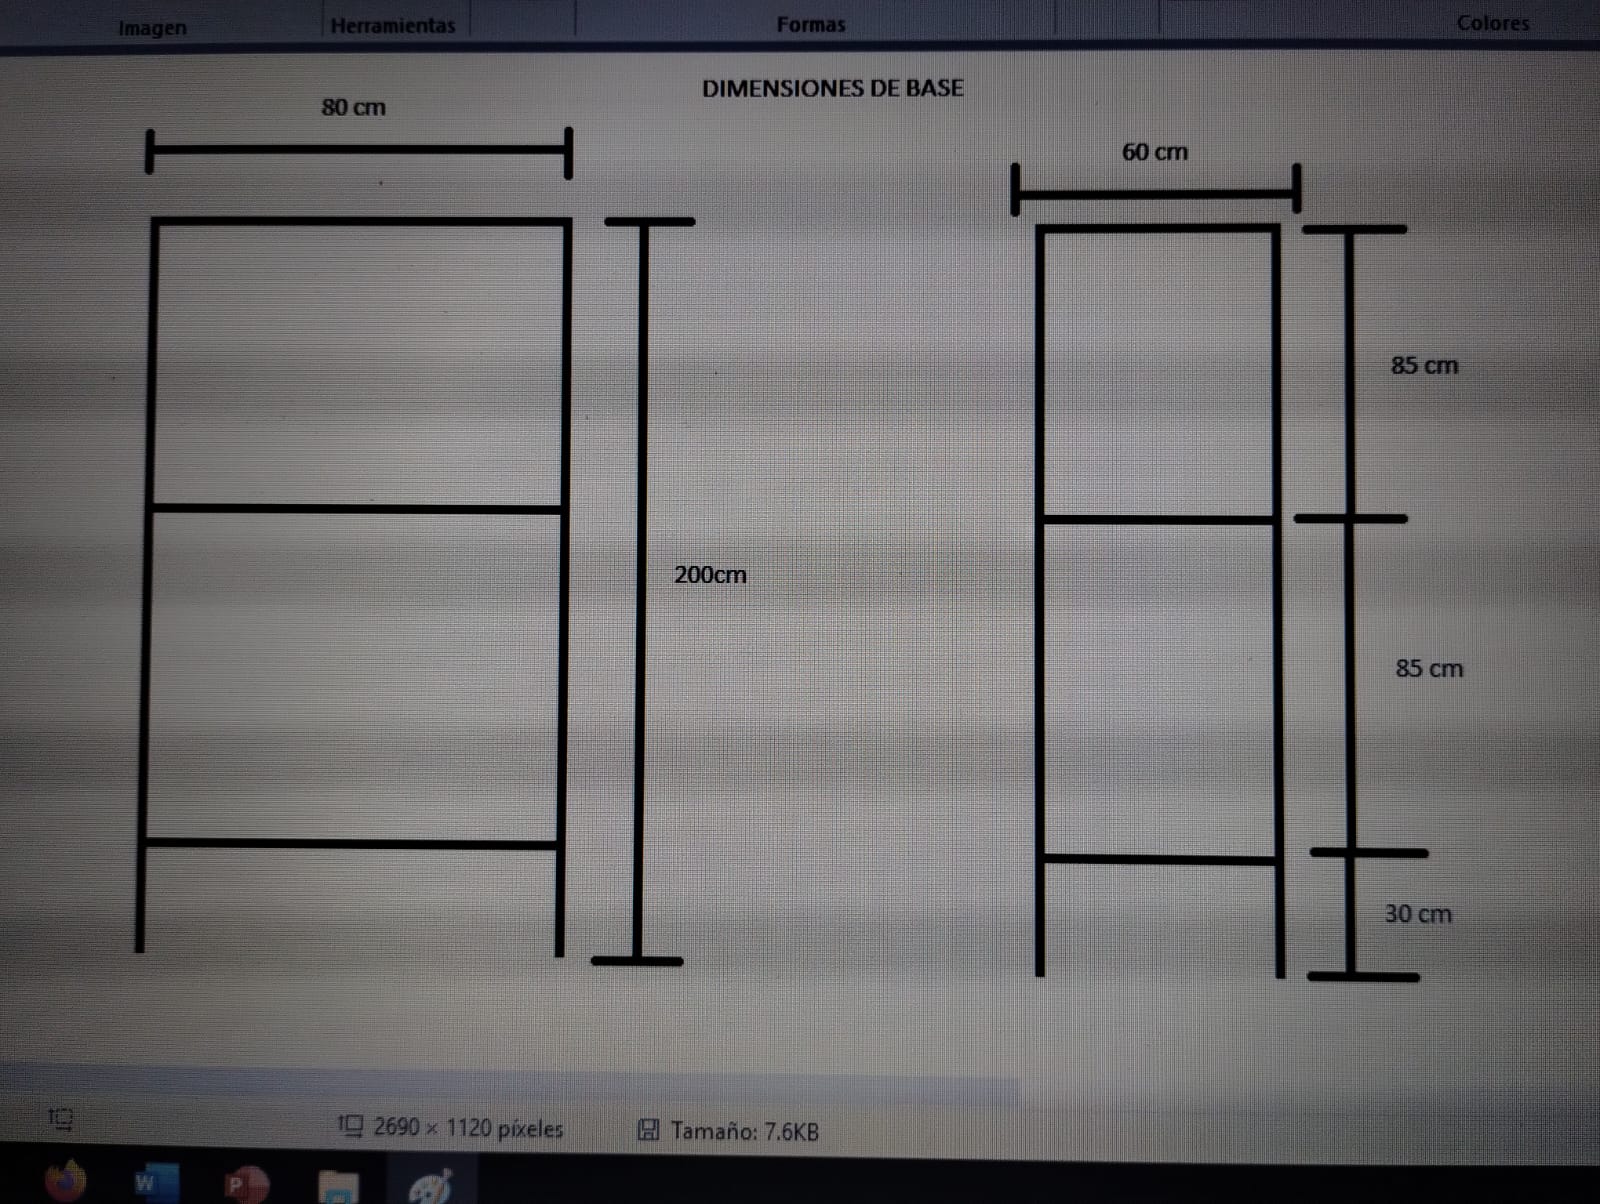 Imagen
Herramientas
Formas
Colores
DIMENSIONES DE BASE
80 cm
60 cm
85 cm
200cm
85 cm
30 cm
2690 × 1120 píxeles
Tamaño: 7.6KB
W
P